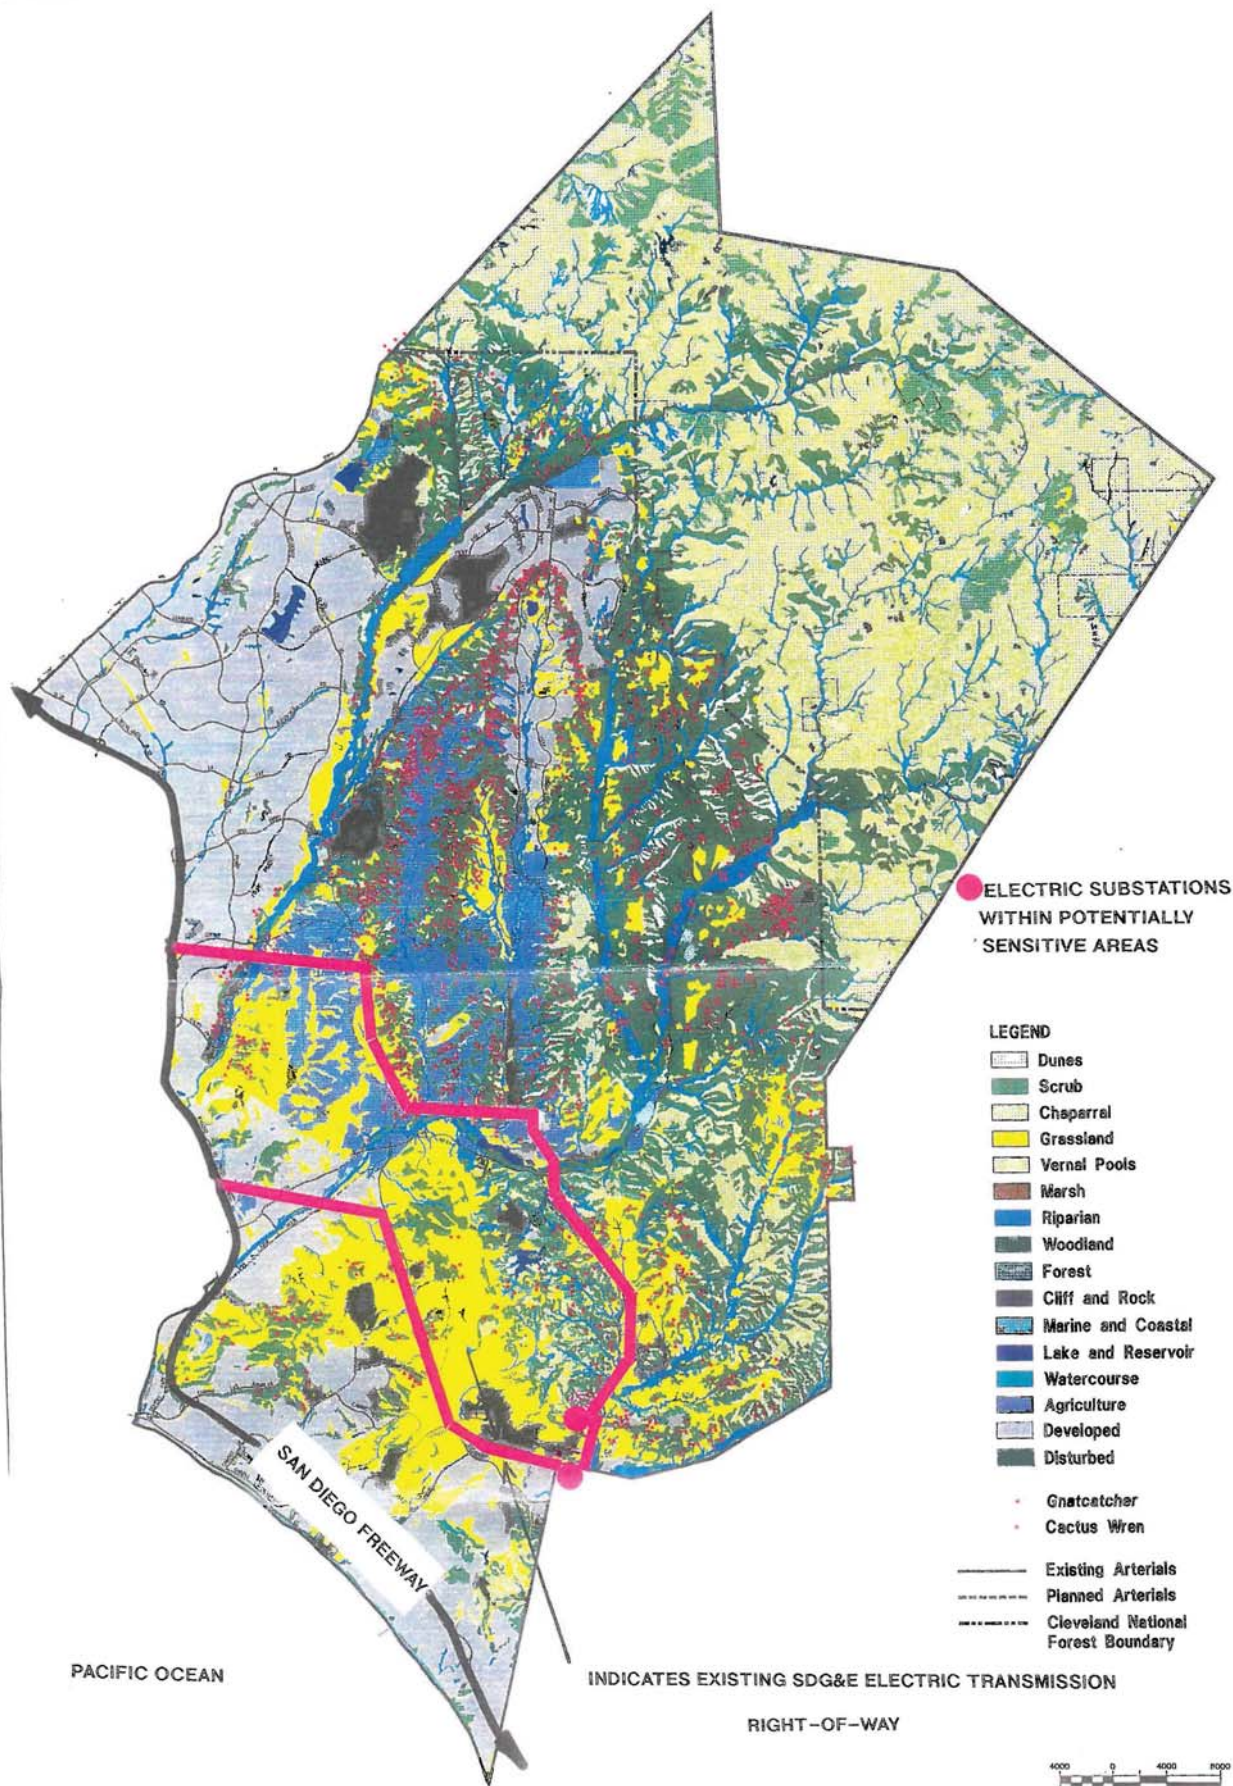 ELECTRIC SUBSTATIONS
WITHIN POTENTIALLY
SENSITIVE AREAS
LEGEND
Dunes
Scrub
Chaparral
Grassland
Vernal Pools
Marsh
Riparian
Woodland
Forest
Cliff and Rock
Marine and Coastal
Lake and Reservoir
Watercourse
Agriculture
Developed
Disturbed
Gnatcatcher
Cactus Wren
Existing Arterials
Planned Arterials
Cleveland National
Forest Boundary
SAN DIEGO FREEWAY
PACIFIC OCEAN
INDICATES EXISTING SDG&E ELECTRIC TRANSMISSION
RIGHT-OF-WAY
4000 0 4000 8000